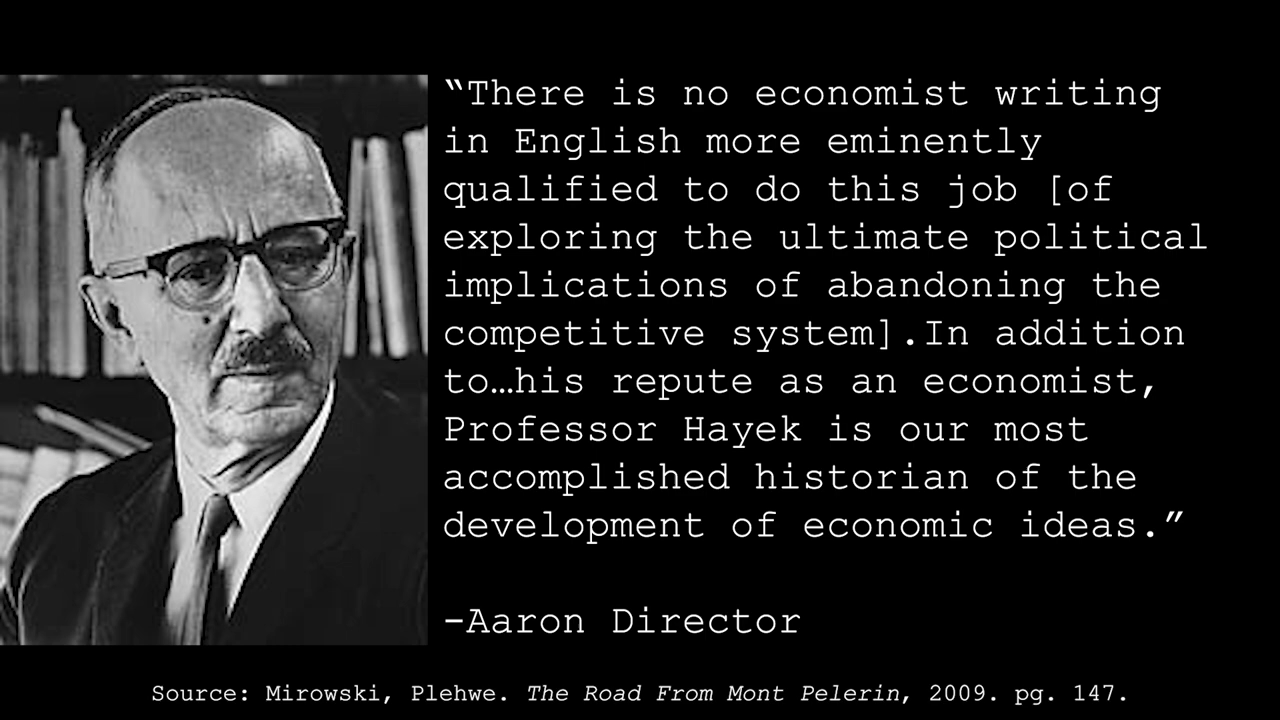 “There is no economist writing
in English more eminently
qualified to do this job [of
exploring the ultimate political
implications of abandoning the
competitive system].In addition
to…his repute as an economist,
Professor Hayek is our most
accomplished historian of the
development of economic ideas.”
-Aaron Director
Source: Mirowski, Plehwe. The Road From Mont Pelerin, 2009. pg. 147.